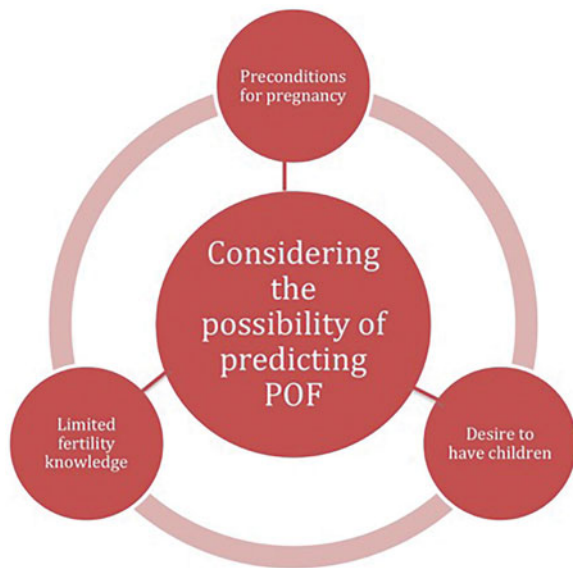 Preconditions
for pregnancy
Considering
the
possibility of
predicting
POF
Limited
fertility
knowledge
Desire to
have children